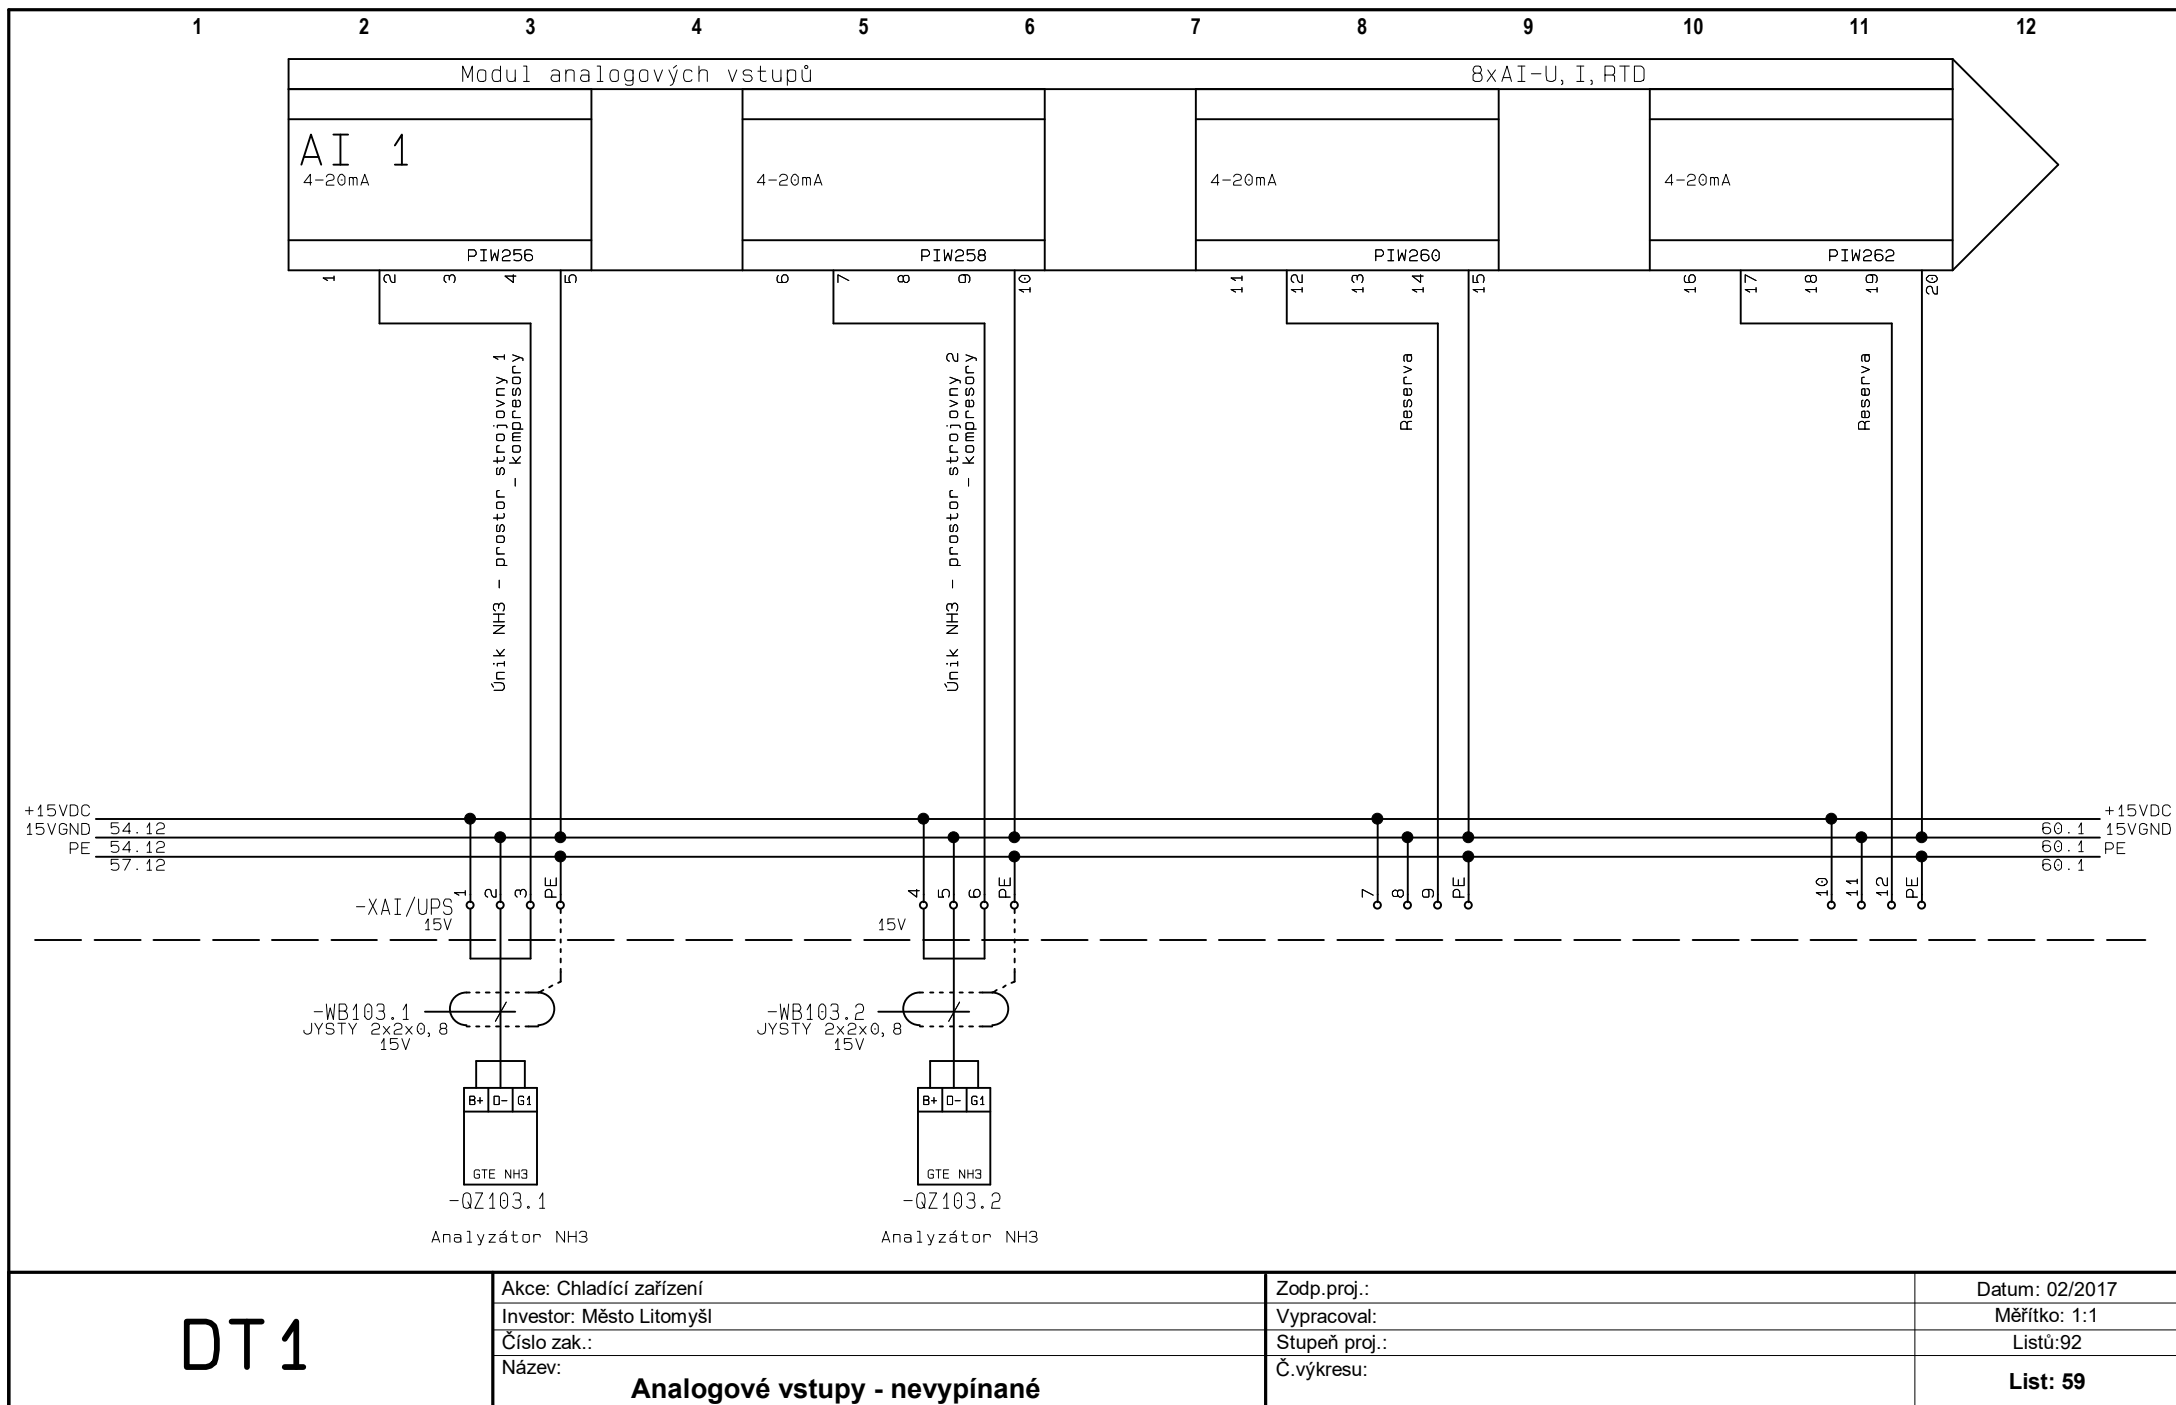 1 2 3 4 5 6 7 8 9 10 11 12
Modul analogových vstupů 8xAI-U,I,RTD
AI 1
4-20mA 4-20mA 4-20mA 4-20mA
PIW256 PIW258 PIW260 PIW262
1 2 3 4 5 6 7 8 9 10 11 12 13 14 15 16 17 18 19 20
Únik NH3 - prostor strojovny 1
- kompresory
Únik NH3 - prostor strojovny 2
- kompresory
Reserva
Reserva
+15VDC
15VGND 54.12
PE 54.12
57.12
+15VDC
60.1 15VGND
60.1 PE
60.1
1 2 3 PE 4 5 6 PE 7 8 9 PE 10 11 12 PE
-XAI/UPS
15V 15V
-WB103.1
JYSTY 2x2x0,8
15V
-WB103.2
JYSTY 2x2x0,8
15V
B+ D- G1
GTE NH3
-QZ103.1
Analyzátor NH3
B+ D- G1
GTE NH3
-QZ103.2
Analyzátor NH3
DT1
Akce: Chladící zařízení
Investor: Město Litomyšl
Číslo zak.:
Název:
Analogové vstupy - nevypínané
Zodp.proj.:
Vypracoval:
Stupeň proj.:
Č.výkresu:
Datum: 02/2017
Měřítko: 1:1
Listů:92
List: 59